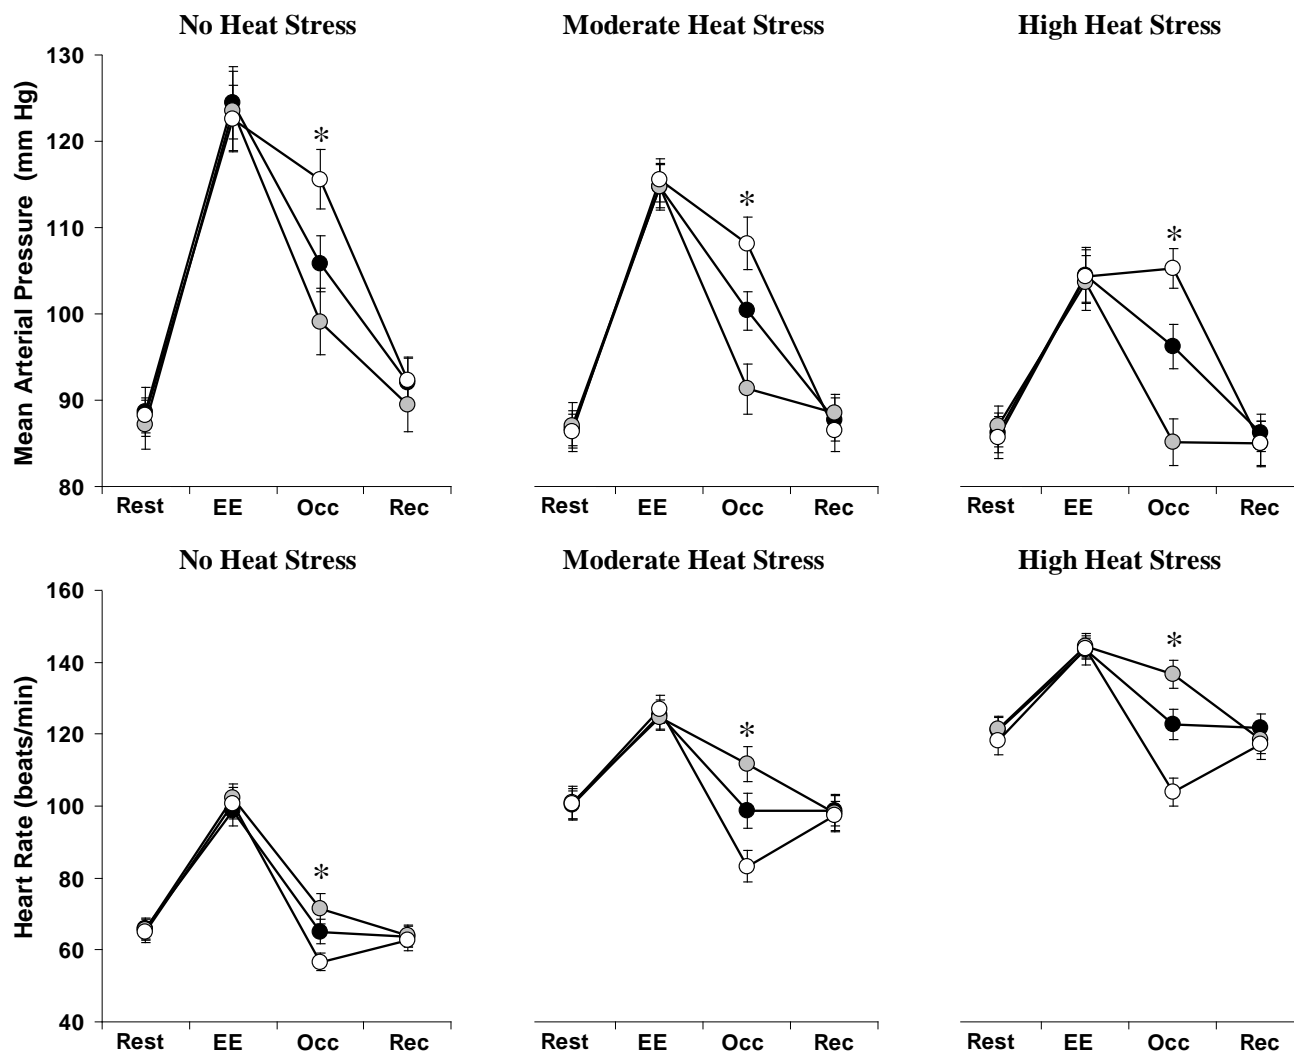 No Heat Stress
Moderate Heat Stress
High Heat Stress
Mean Arterial Pressure (mm Hg)
130
120
110
100
90
80
*
*
*
Rest EE Occ Rec
Rest EE Occ Rec
Rest EE Occ Rec
No Heat Stress
Moderate Heat Stress
High Heat Stress
Heart Rate (beats/min)
160
140
120
100
80
60
40
*
*
*
Rest EE Occ Rec
Rest EE Occ Rec
Rest EE Occ Rec